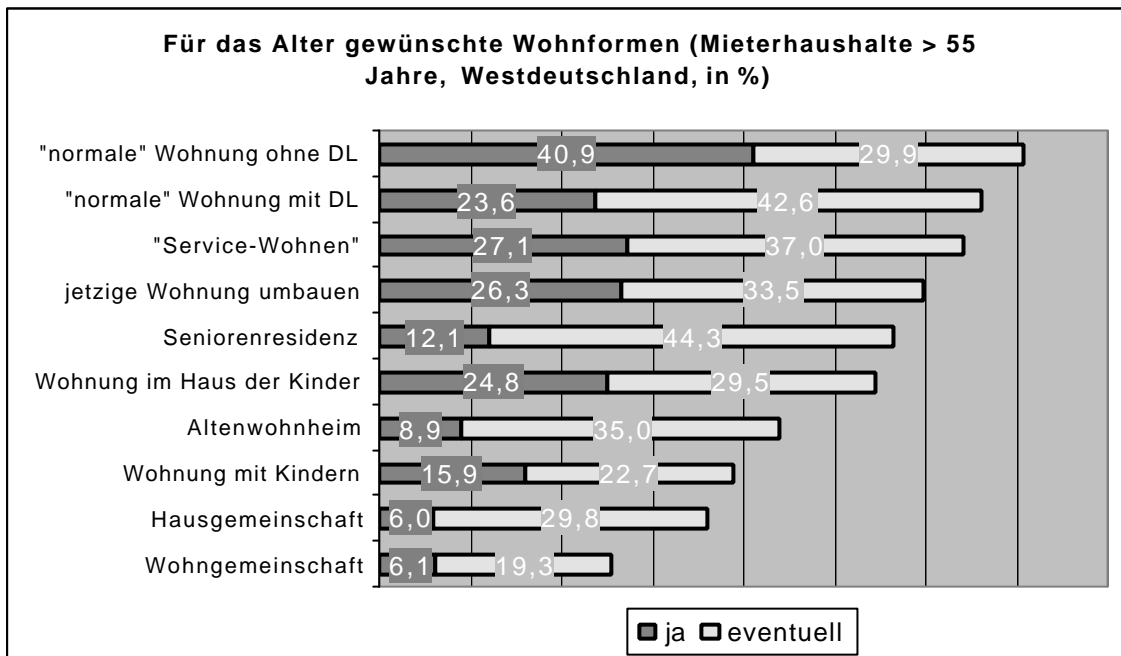 Für das Alter gewünschte Wohnformen (Mieterhaushalte > 55
Jahre, Westdeutschland, in %)
"normale" Wohnung ohne DL 40,9 29,9
"normale" Wohnung mit DL 23,6 42,6
"Service-Wohnen" 27,1 37,0
jetzige Wohnung umbauen 26,3 33,5
Seniorenresidenz 12,1 44,3
Wohnung im Haus der Kinder 24,8 29,5
Altenwohnheim 8,9 35,0
Wohnung mit Kindern 15,9 22,7
Hausgemeinschaft 6,0 29,8
Wohngemeinschaft 6,1 19,3
ja eventuell